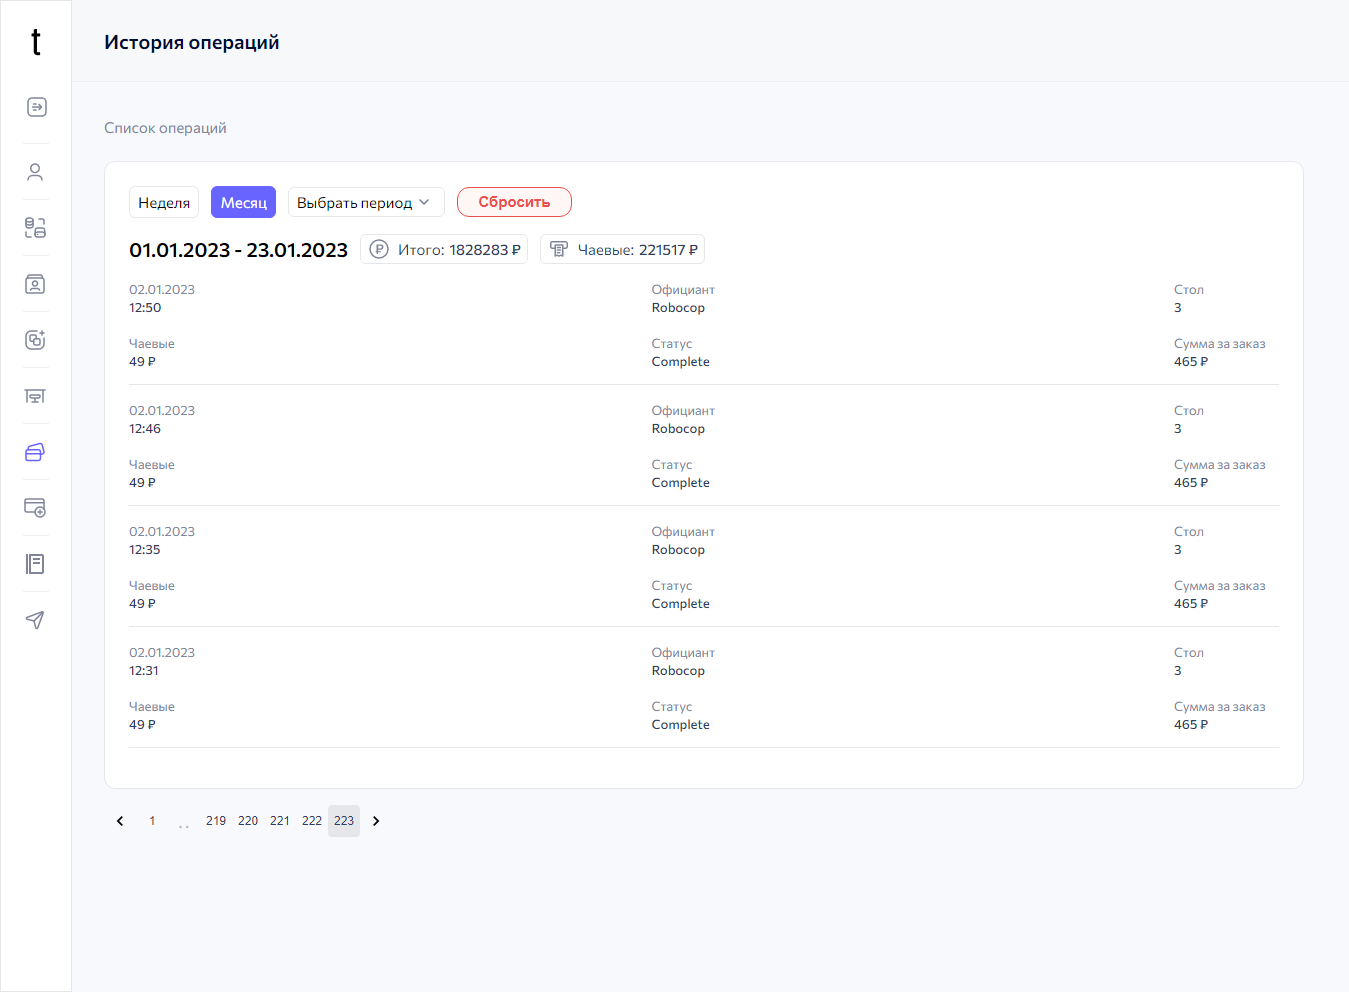 t
История операций
Список операций
Неделя Месяц Выбрать период Сбросить
01.01.2023 - 23.01.2023 Итого: 1828283 ₽ Чаевые: 221517 ₽
02.01.2023 Официант Стол
12:50 Robocop 3
Чаевые Статус Сумма за заказ
49 ₽ Complete 465 ₽
02.01.2023 Официант Стол
12:46 Robocop 3
Чаевые Статус Сумма за заказ
49 ₽ Complete 465 ₽
02.01.2023 Официант Стол
12:35 Robocop 3
Чаевые Статус Сумма за заказ
49 ₽ Complete 465 ₽
02.01.2023 Официант Стол
12:31 Robocop 3
Чаевые Статус Сумма за заказ
49 ₽ Complete 465 ₽
1 .. 219 220 221 222 223